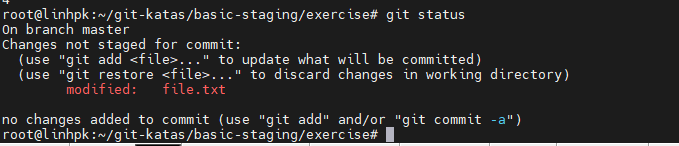 root@linhpk:~/git-katas/basic-staging/exercise# git status
On branch master
Changes not staged for commit:
  (use "git add <file>..." to update what will be committed)
  (use "git restore <file>..." to discard changes in working directory)
        modified:   file.txt

no changes added to commit (use "git add" and/or "git commit -a")
root@linhpk:~/git-katas/basic-staging/exercise#